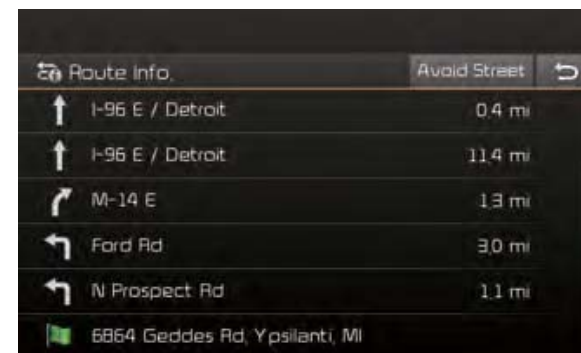 Route Info.
Avoid Street
I-96 E / Detroit 0.4 mi
I-96 E / Detroit 11.4 mi
M-14 E 1.3 mi
Ford Rd 3.0 mi
N Prospect Rd 1.1 mi
6864 Geddes Rd, Ypsilanti, MI